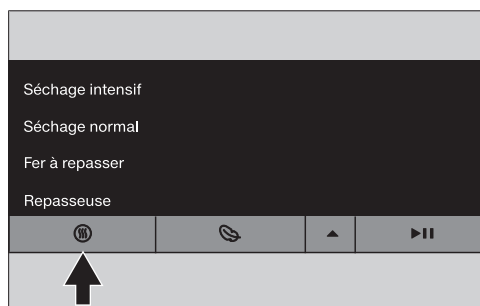 Séchage intensif
Séchage normal
Fer à repasser
Repasseuse